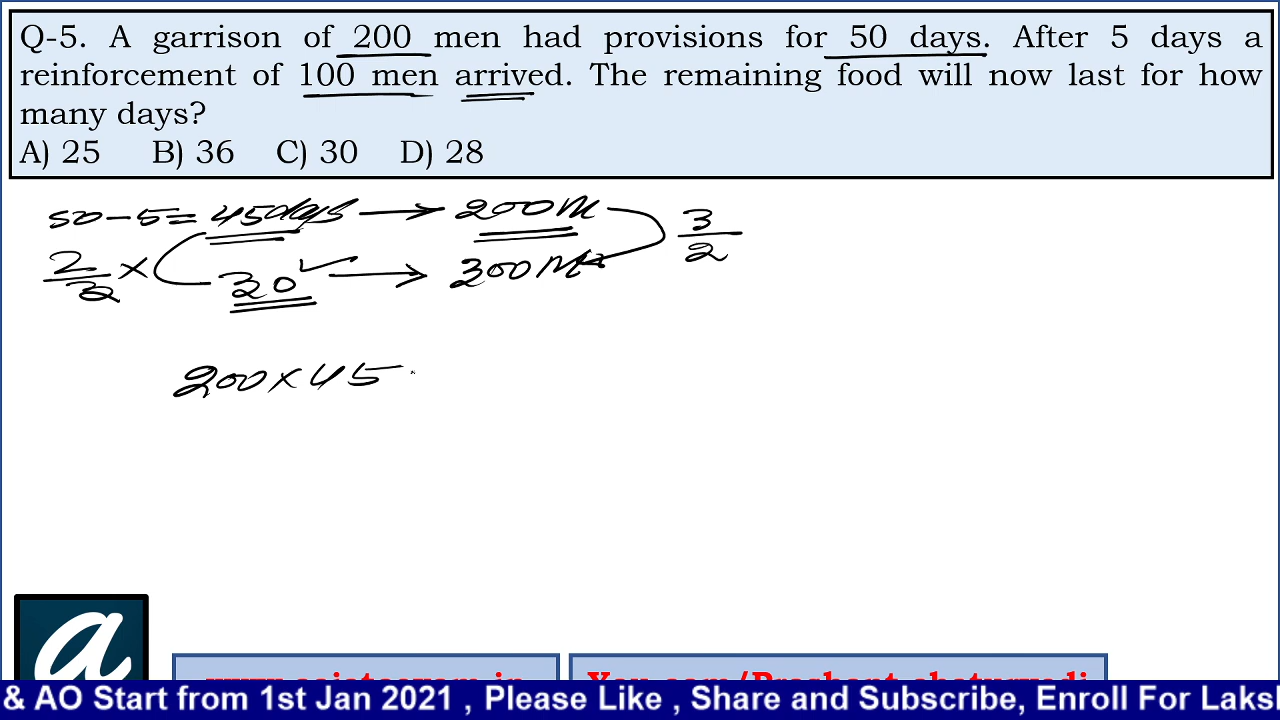 Q-5. A garrison of 200 men had provisions for 50 days. After 5 days a
reinforcement of 100 men arrived. The remaining food will now last for how
many days?
A) 25 B) 36 C) 30 D) 28
50-5=45days → 200M 3/2
2/3 × 30 → 300M
200×45
a
& AO Start from 1st Jan 2021 , Please Like , Share and Subscribe, Enroll For Laks